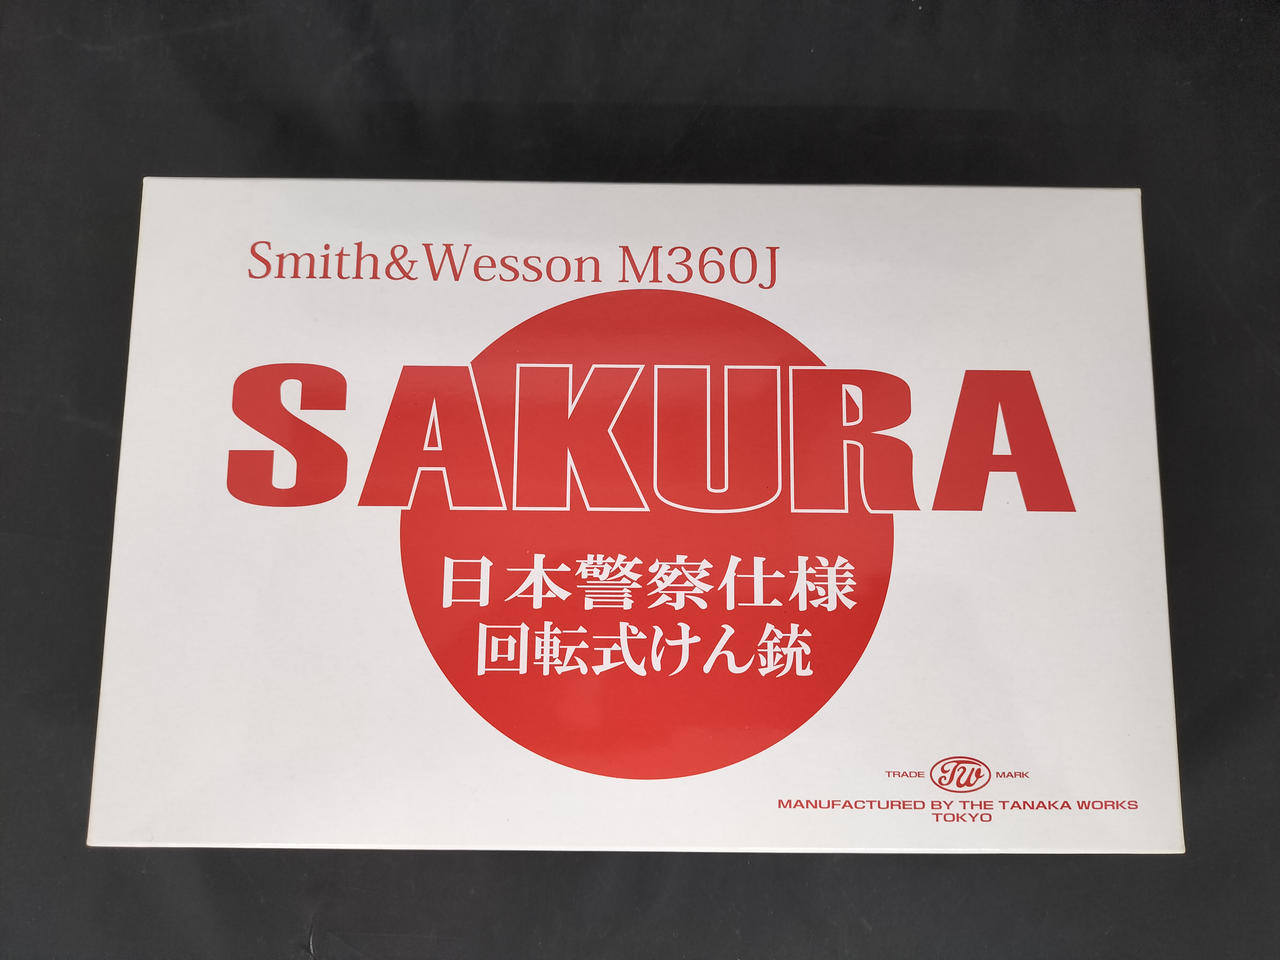 Smith&Wesson M360J
SAKURA
日本警察仕様
回転式けん銃
TRADE TW MARK
MANUFACTURED BY THE TANAKA WORKS
TOKYO